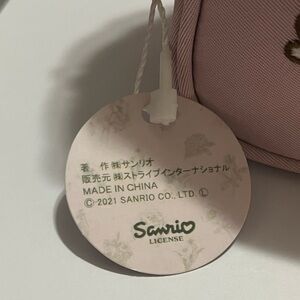 著 作 ㈱サンリオ
販売元 ㈱ストライプインターナショナル
MADE IN CHINA
Ⓒ 2021 SANRIO CO., LTD. Ⓛ
Sanrio
LICENSE